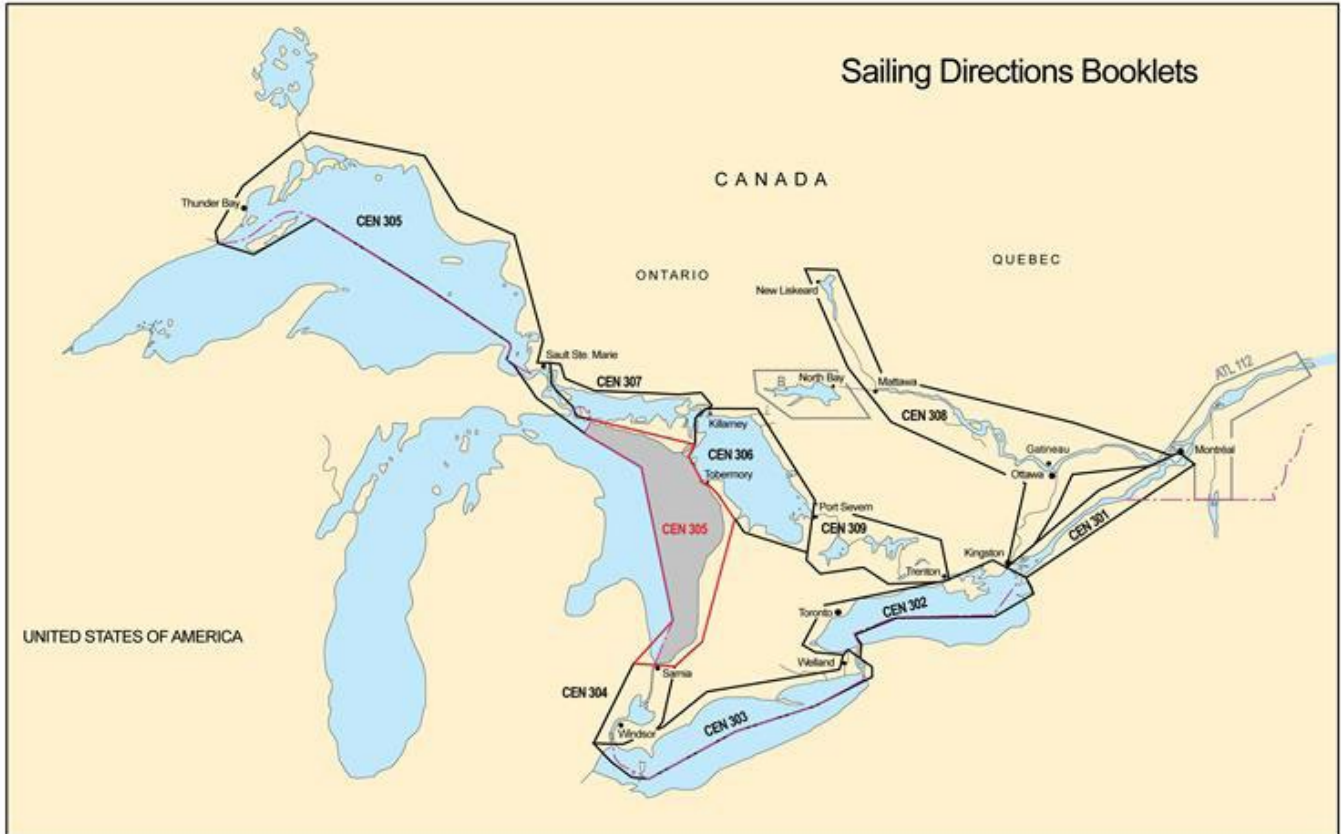 Sailing Directions Booklets
CANADA
Thunder Bay
CEN 305
ONTARIO
QUEBEC
New Liskeard
Sault Ste. Marie
CEN 307
B
North Bay
Mattawa
ATL 112
Killarney
CEN 308
CEN 306
Gatineau
Montréal
Tobermory
Ottawa
Port Severn
CEN 305
CEN 309
CEN 301
Kingston
Trenton
Toronto
CEN 302
UNITED STATES OF AMERICA
Welland
Sarnia
CEN 304
CEN 303
Windsor